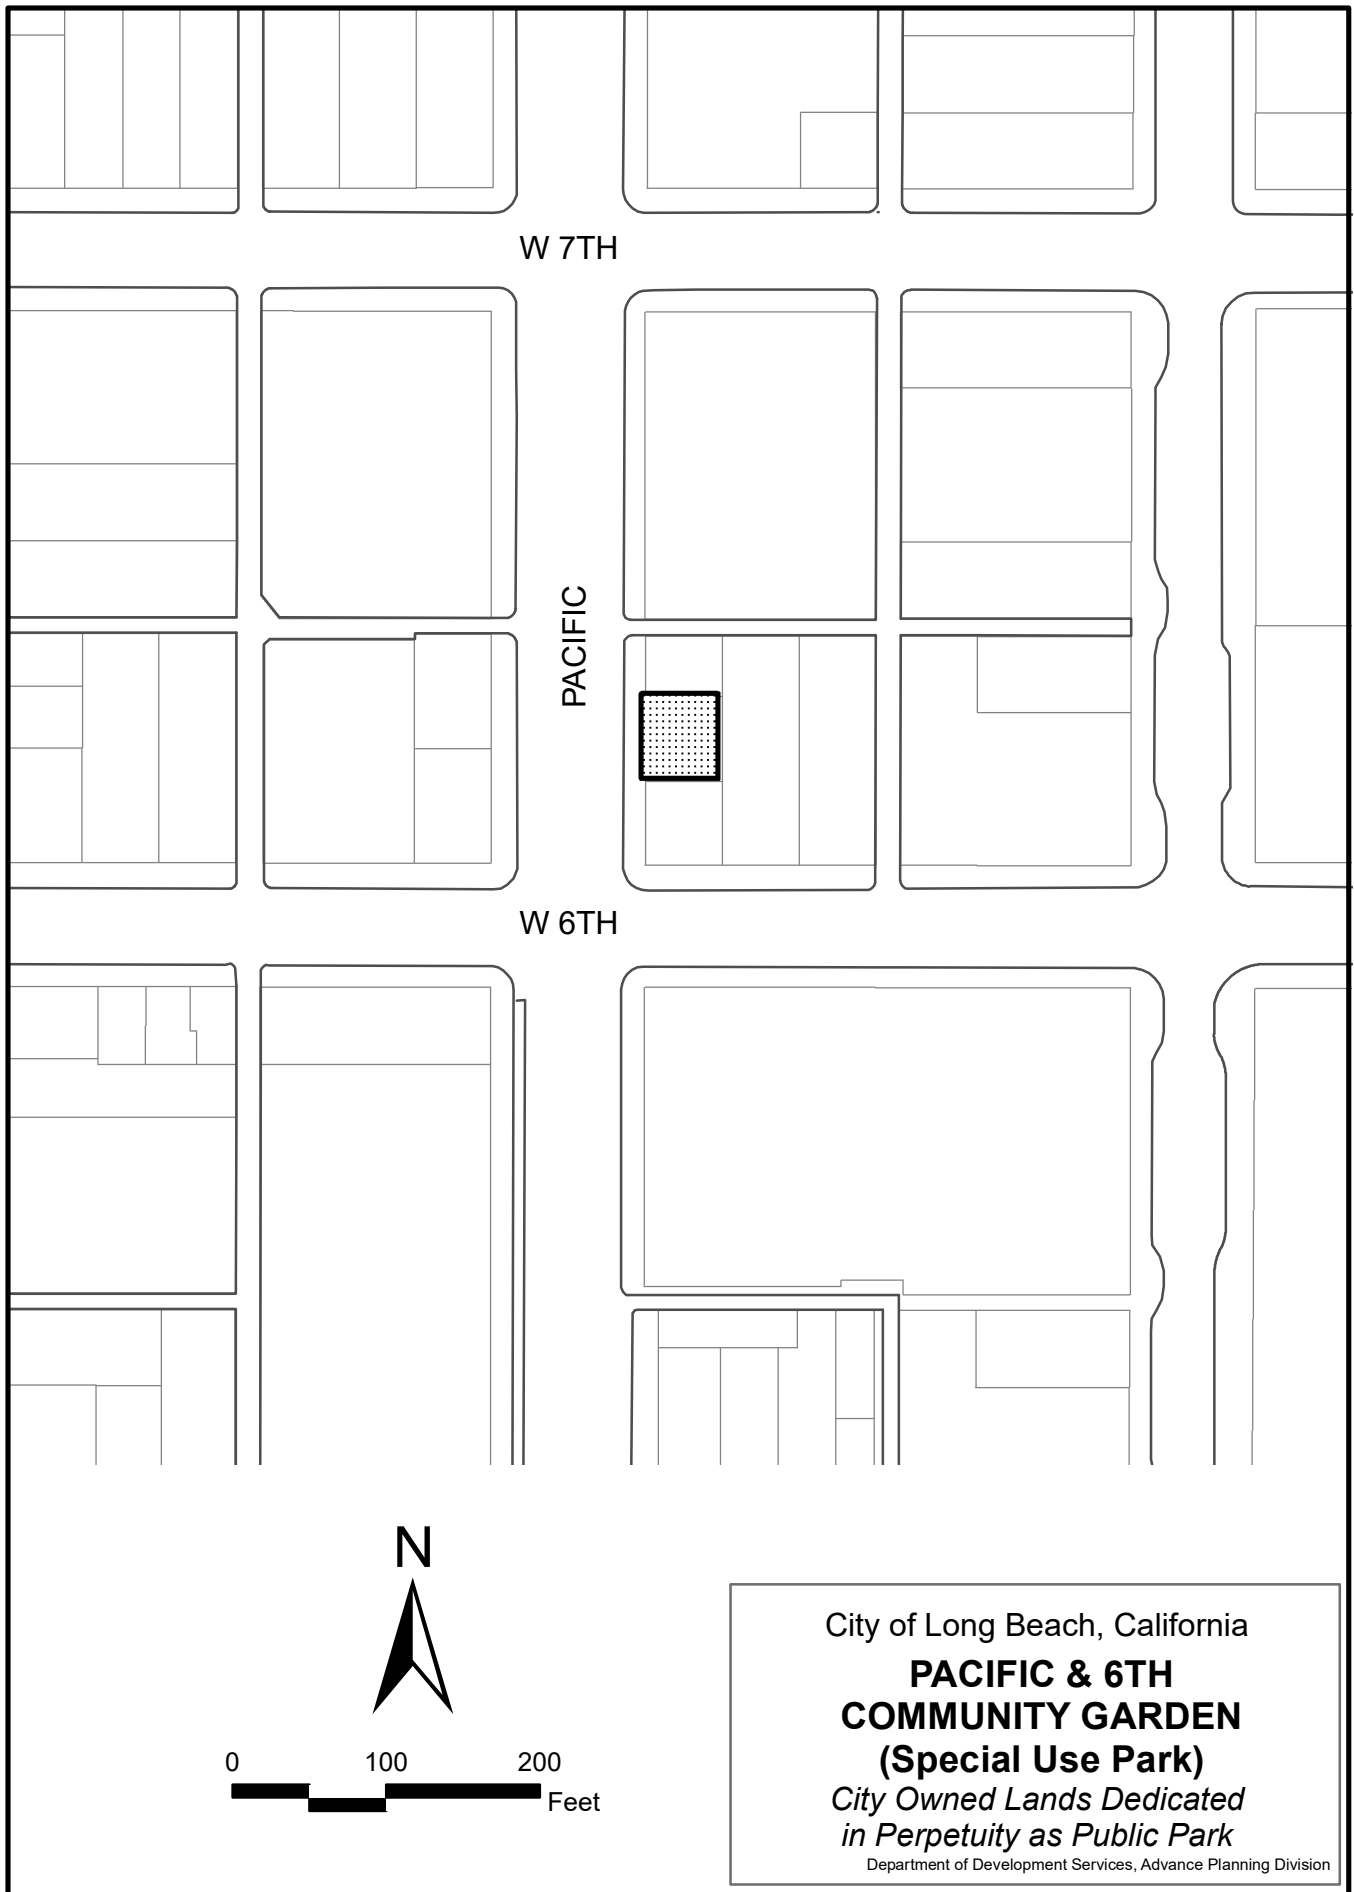 W 7TH
PACIFIC
W 6TH
N
0 100 200
Feet
City of Long Beach, California
PACIFIC & 6TH
COMMUNITY GARDEN
(Special Use Park)
City Owned Lands Dedicated
in Perpetuity as Public Park
Department of Development Services, Advance Planning Division